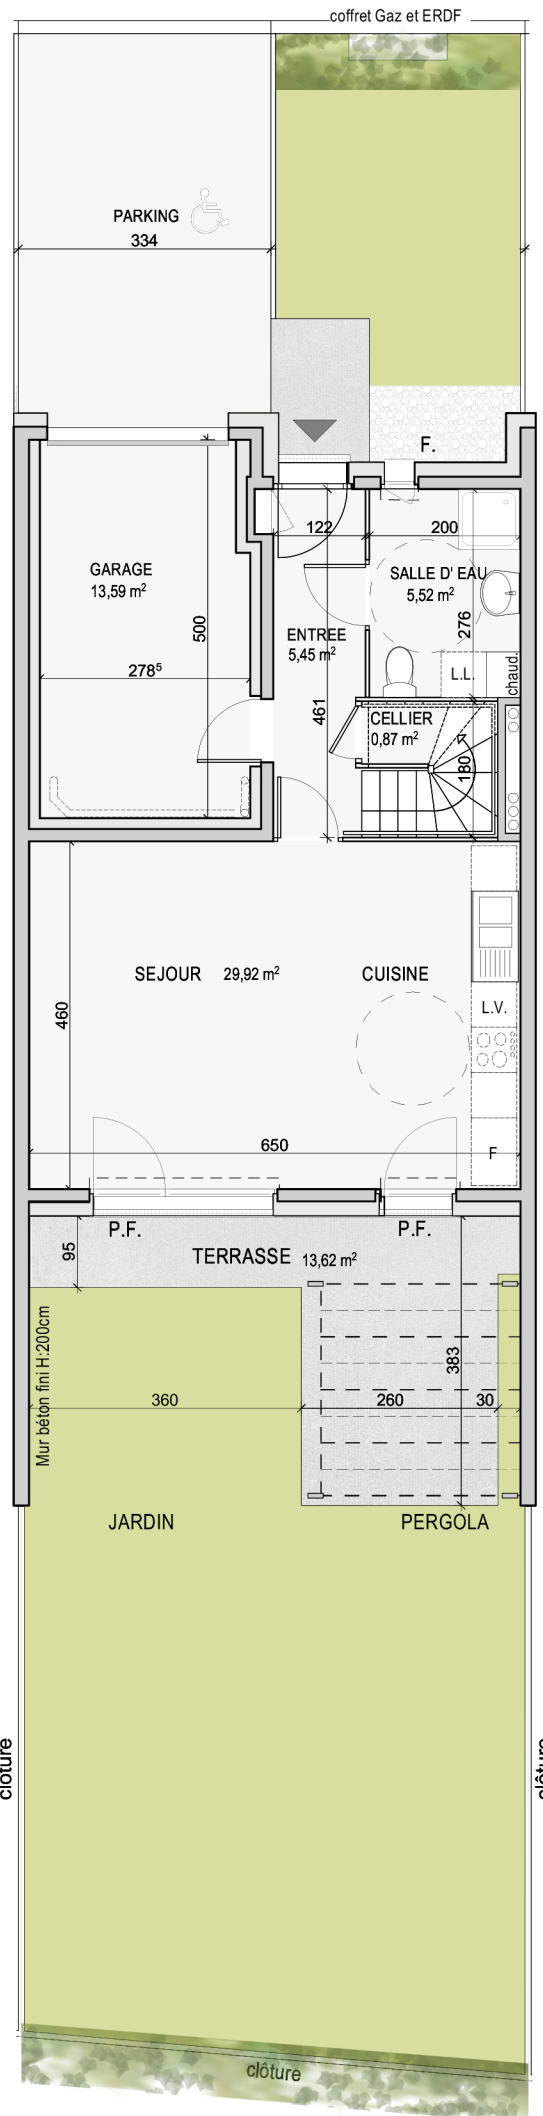 coffret Gaz et ERDF
PARKING
334
F.
122
200
GARAGE
13,59 m²
SALLE D' EAU
5,52 m²
500
276
ENTREE
5,45 m²
278⁵
L.L.
chaud.
461
CELLIER
0,87 m²
180
SEJOUR 29,92 m²
CUISINE
460
L.V.
650
F
P.F.
P.F.
95
TERRASSE 13,62 m²
Mur béton fini H:200cm
383
360
260
30
JARDIN
PERGOLA
clôture
clôture
clôture